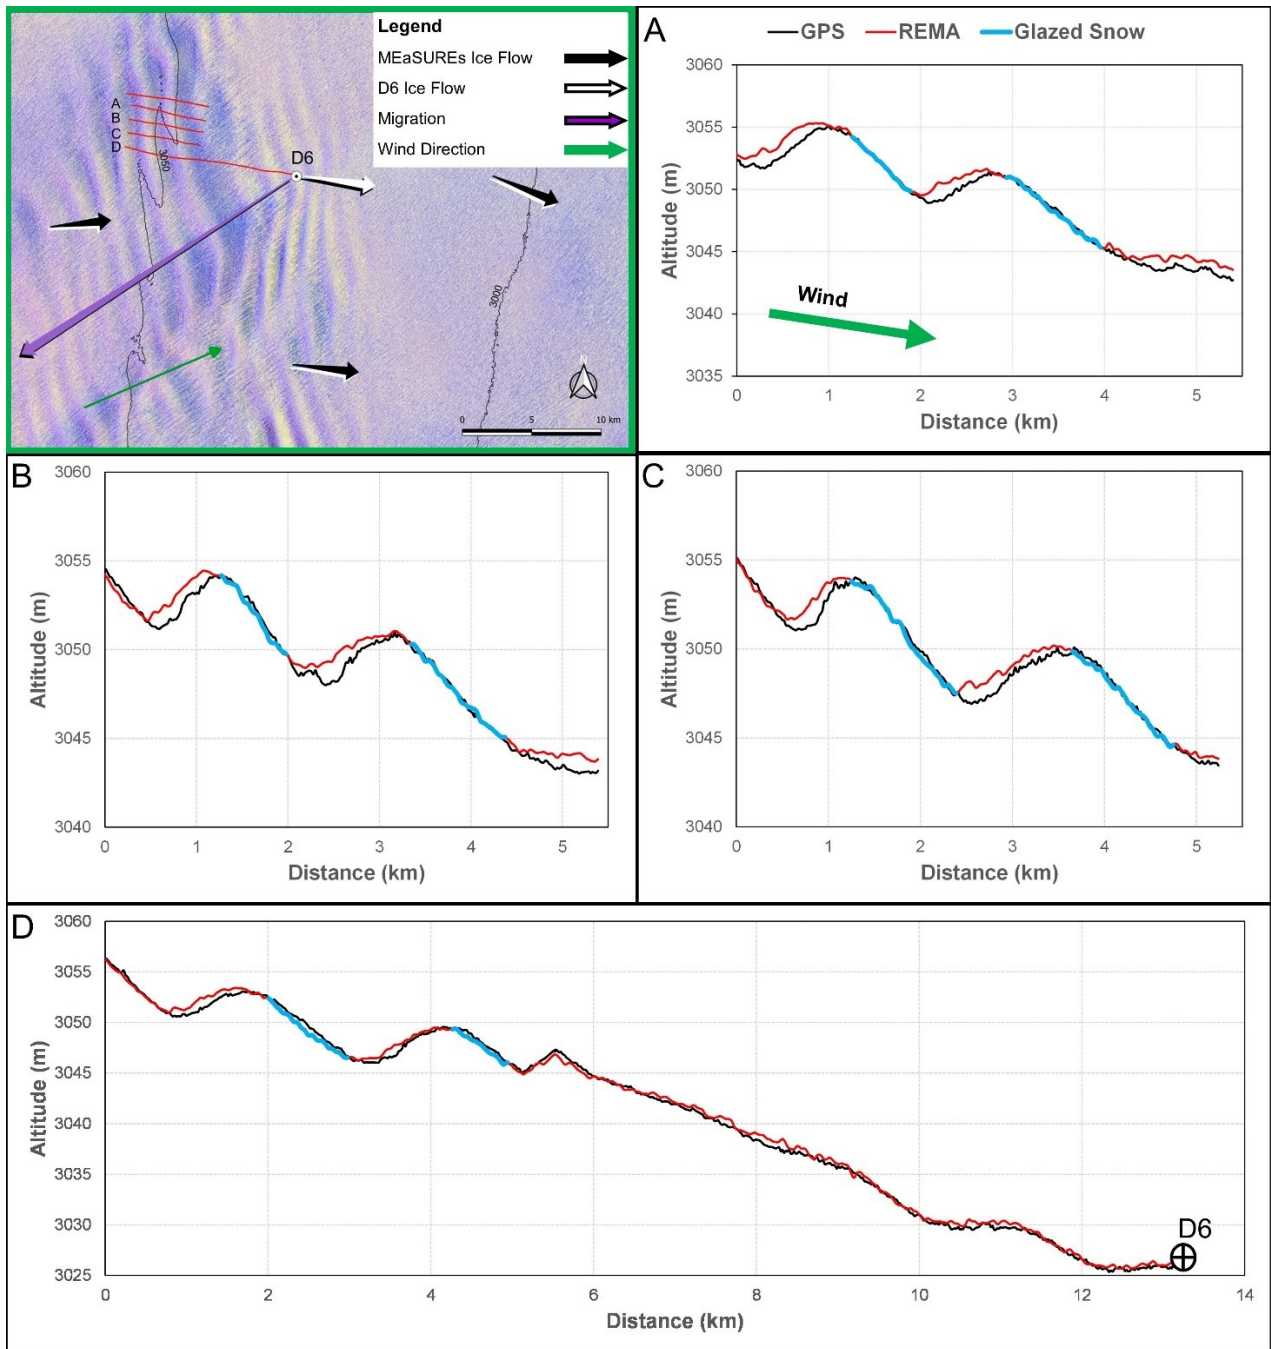 Legend
MEaSUREs Ice Flow
D6 Ice Flow
Migration
Wind Direction
A
B
C
D
3050
D6
3000
N
0 5 10 km
A
GPS REMA Glazed Snow
3060
3055
3050
3045
3040
3035
Altitude (m)
Wind
0 1 2 3 4 5
Distance (km)
B
3060
3055
3050
3045
3040
Altitude (m)
0 1 2 3 4 5
Distance (km)
C
3060
3055
3050
3045
3040
Altitude (m)
0 1 2 3 4 5
Distance (km)
D
3060
3055
3050
3045
3040
3035
3030
3025
Altitude (m)
D6
0 2 4 6 8 10 12 14
Distance (km)